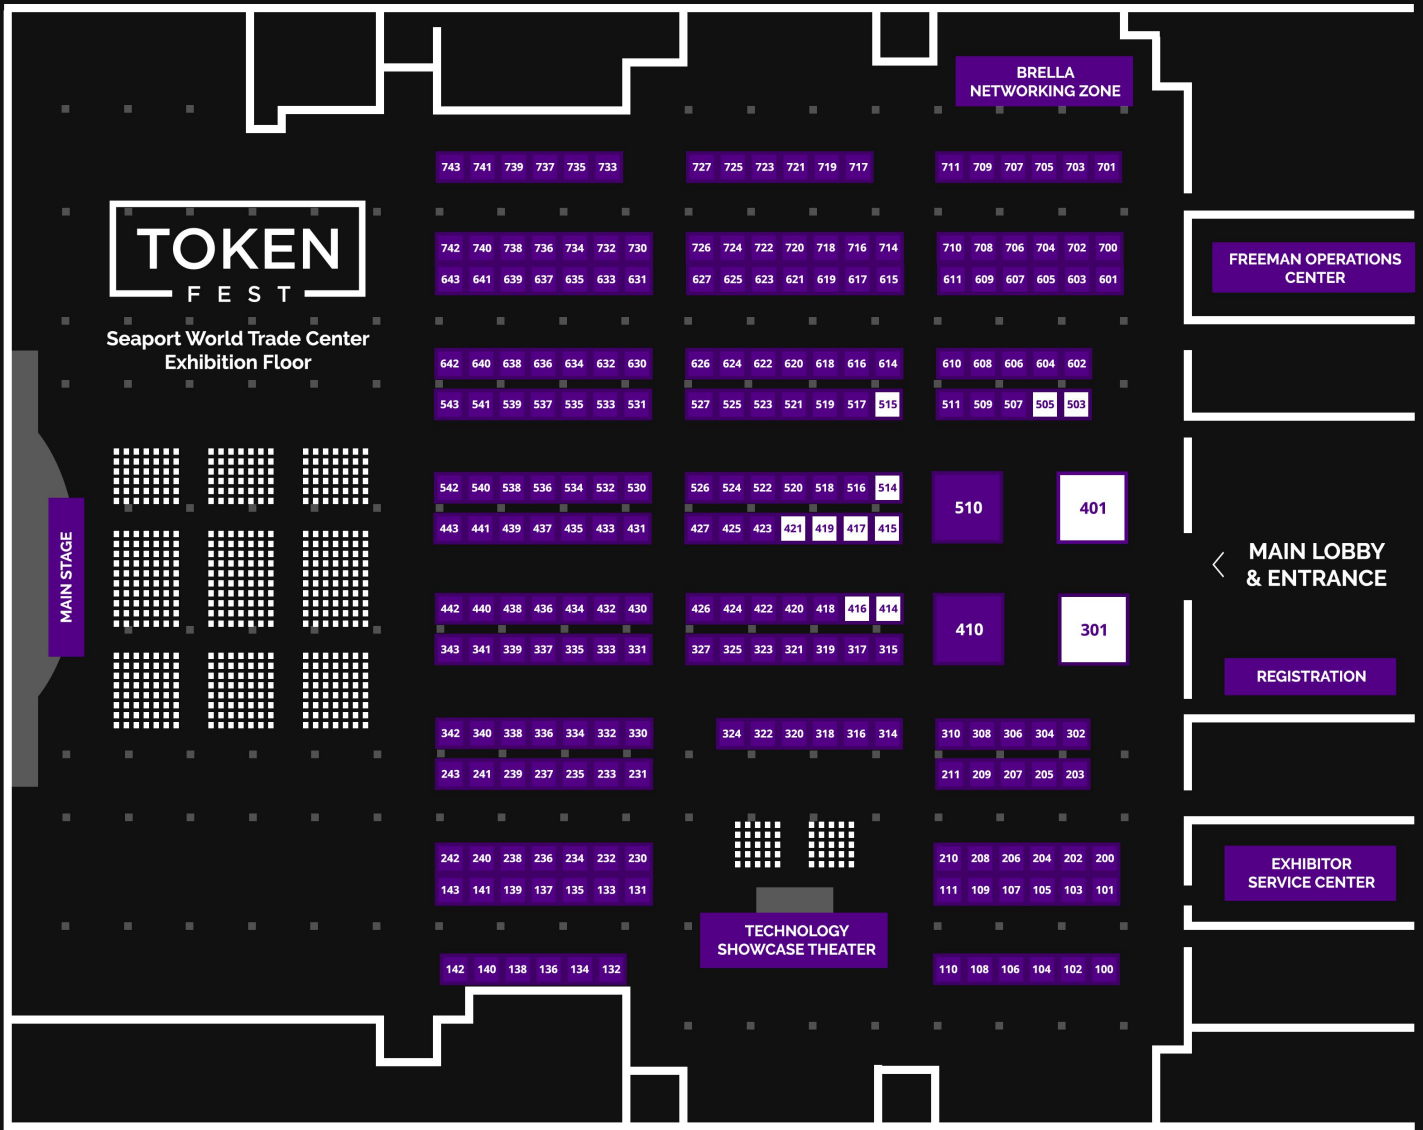 BRELLA
NETWORKING ZONE
743 741 739 737 735 733 727 725 723 721 719 717 711 709 707 705 703 701
TOKEN
FEST
Seaport World Trade Center
Exhibition Floor
742 740 738 736 734 732 730 726 724 722 720 718 716 714 710 708 706 704 702 700
643 641 639 637 635 633 631 627 625 623 621 619 617 615 611 609 607 605 603 601
FREEMAN OPERATIONS
CENTER
642 640 638 636 634 632 630 626 624 622 620 618 616 614 610 608 606 604 602
543 541 539 537 535 533 531 527 525 523 521 519 517 515 511 509 507 505 503
542 540 538 536 534 532 530 526 524 522 520 518 516 514 510 401
443 441 439 437 435 433 431 427 425 423 421 419 417 415
MAIN STAGE
MAIN LOBBY
& ENTRANCE
442 440 438 436 434 432 430 426 424 422 420 418 416 414 410 301
343 341 339 337 335 333 331 327 325 323 321 319 317 315
REGISTRATION
342 340 338 336 334 332 330 324 322 320 318 316 314 310 308 306 304 302
243 241 239 237 235 233 231 211 209 207 205 203
242 240 238 236 234 232 230 210 208 206 204 202 200
143 141 139 137 135 133 131 111 109 107 105 103 101
EXHIBITOR
SERVICE CENTER
TECHNOLOGY
SHOWCASE THEATER
142 140 138 136 134 132 110 108 106 104 102 100